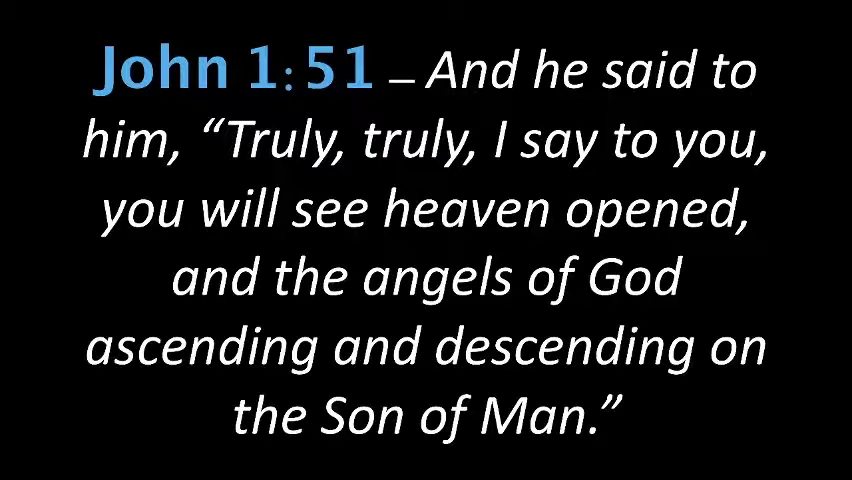 John 1:51 – And he said to
him, “Truly, truly, I say to you,
you will see heaven opened,
and the angels of God
ascending and descending on
the Son of Man.”